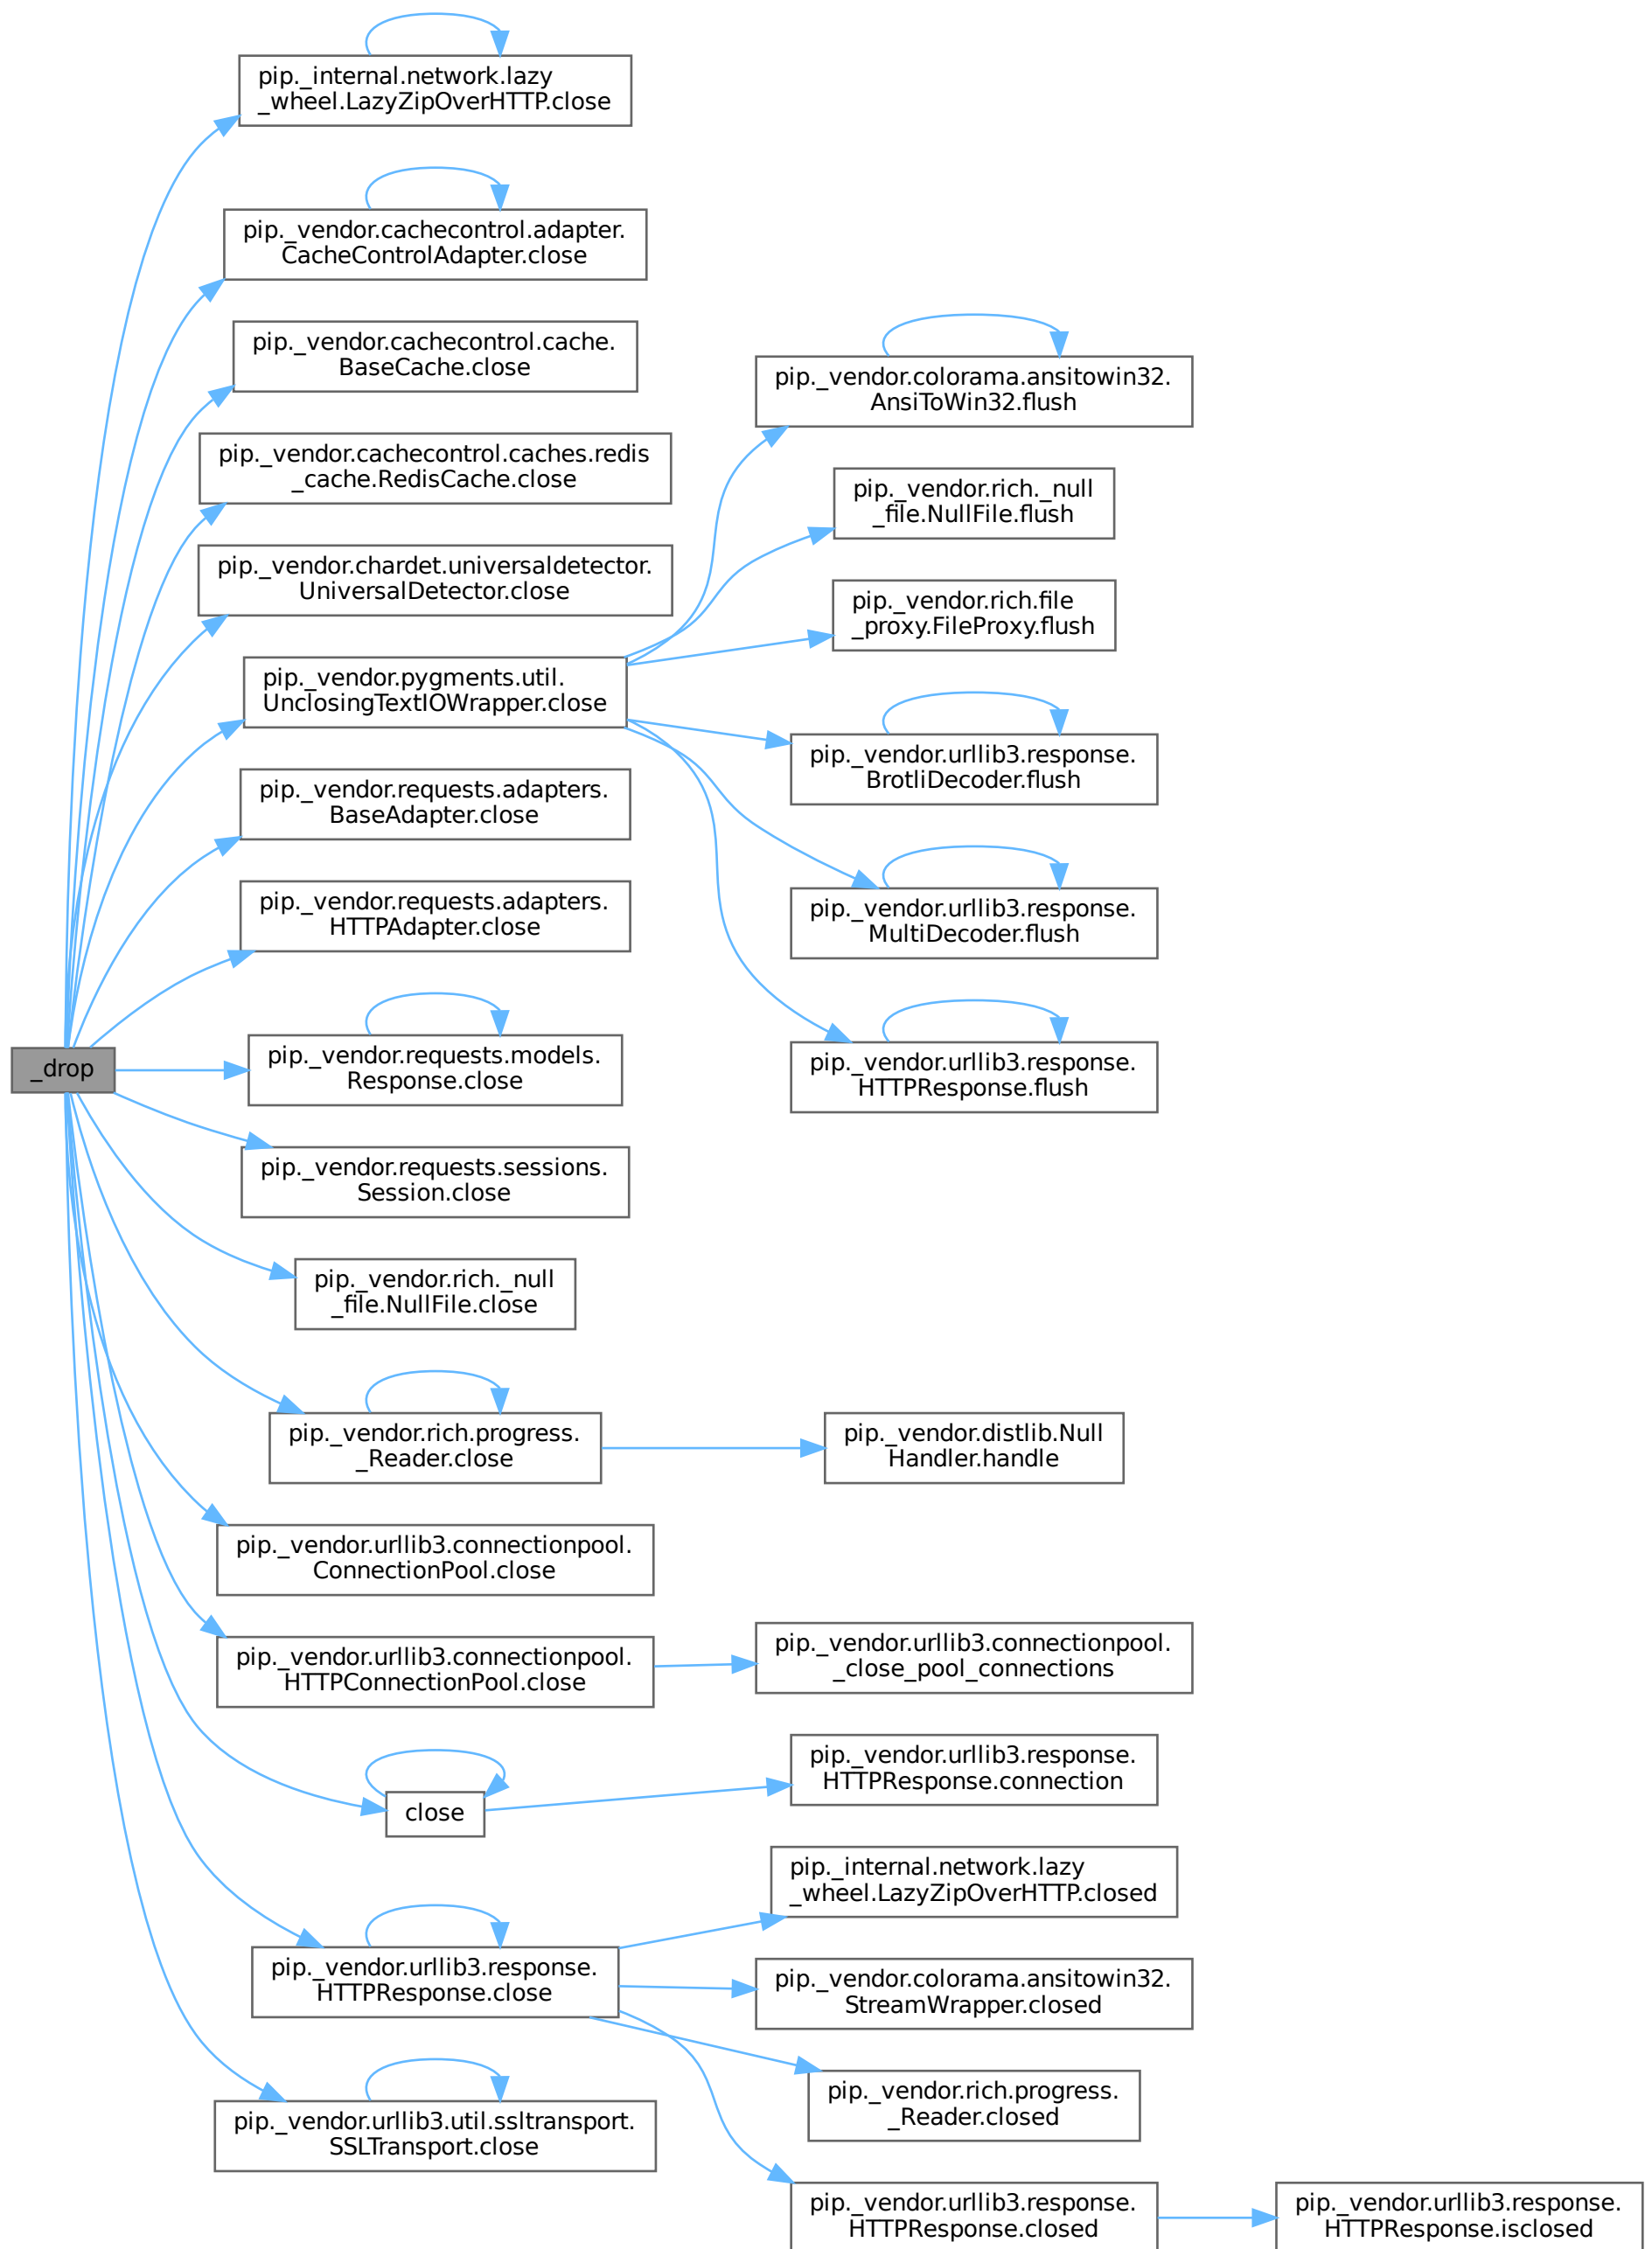 _drop
pip._internal.network.lazy
_wheel.LazyZipOverHTTP.close
pip._vendor.cachecontrol.adapter.
CacheControlAdapter.close
pip._vendor.cachecontrol.cache.
BaseCache.close
pip._vendor.cachecontrol.caches.redis
_cache.RedisCache.close
pip._vendor.chardet.universaldetector.
UniversalDetector.close
pip._vendor.pygments.util.
UnclosingTextIOWrapper.close
pip._vendor.colorama.ansitowin32.
AnsiToWin32.flush
pip._vendor.rich._null
_file.NullFile.flush
pip._vendor.rich.file
_proxy.FileProxy.flush
pip._vendor.urllib3.response.
BrotliDecoder.flush
pip._vendor.urllib3.response.
MultiDecoder.flush
pip._vendor.urllib3.response.
HTTPResponse.flush
pip._vendor.requests.adapters.
BaseAdapter.close
pip._vendor.requests.adapters.
HTTPAdapter.close
pip._vendor.requests.models.
Response.close
pip._vendor.requests.sessions.
Session.close
pip._vendor.rich._null
_file.NullFile.close
pip._vendor.rich.progress.
_Reader.close
pip._vendor.distlib.Null
Handler.handle
pip._vendor.urllib3.connectionpool.
ConnectionPool.close
pip._vendor.urllib3.connectionpool.
HTTPConnectionPool.close
pip._vendor.urllib3.connectionpool.
_close_pool_connections
close
pip._vendor.urllib3.response.
HTTPResponse.connection
pip._vendor.urllib3.response.
HTTPResponse.close
pip._internal.network.lazy
_wheel.LazyZipOverHTTP.closed
pip._vendor.colorama.ansitowin32.
StreamWrapper.closed
pip._vendor.rich.progress.
_Reader.closed
pip._vendor.urllib3.response.
HTTPResponse.closed
pip._vendor.urllib3.response.
HTTPResponse.isclosed
pip._vendor.urllib3.util.ssltransport.
SSLTransport.close